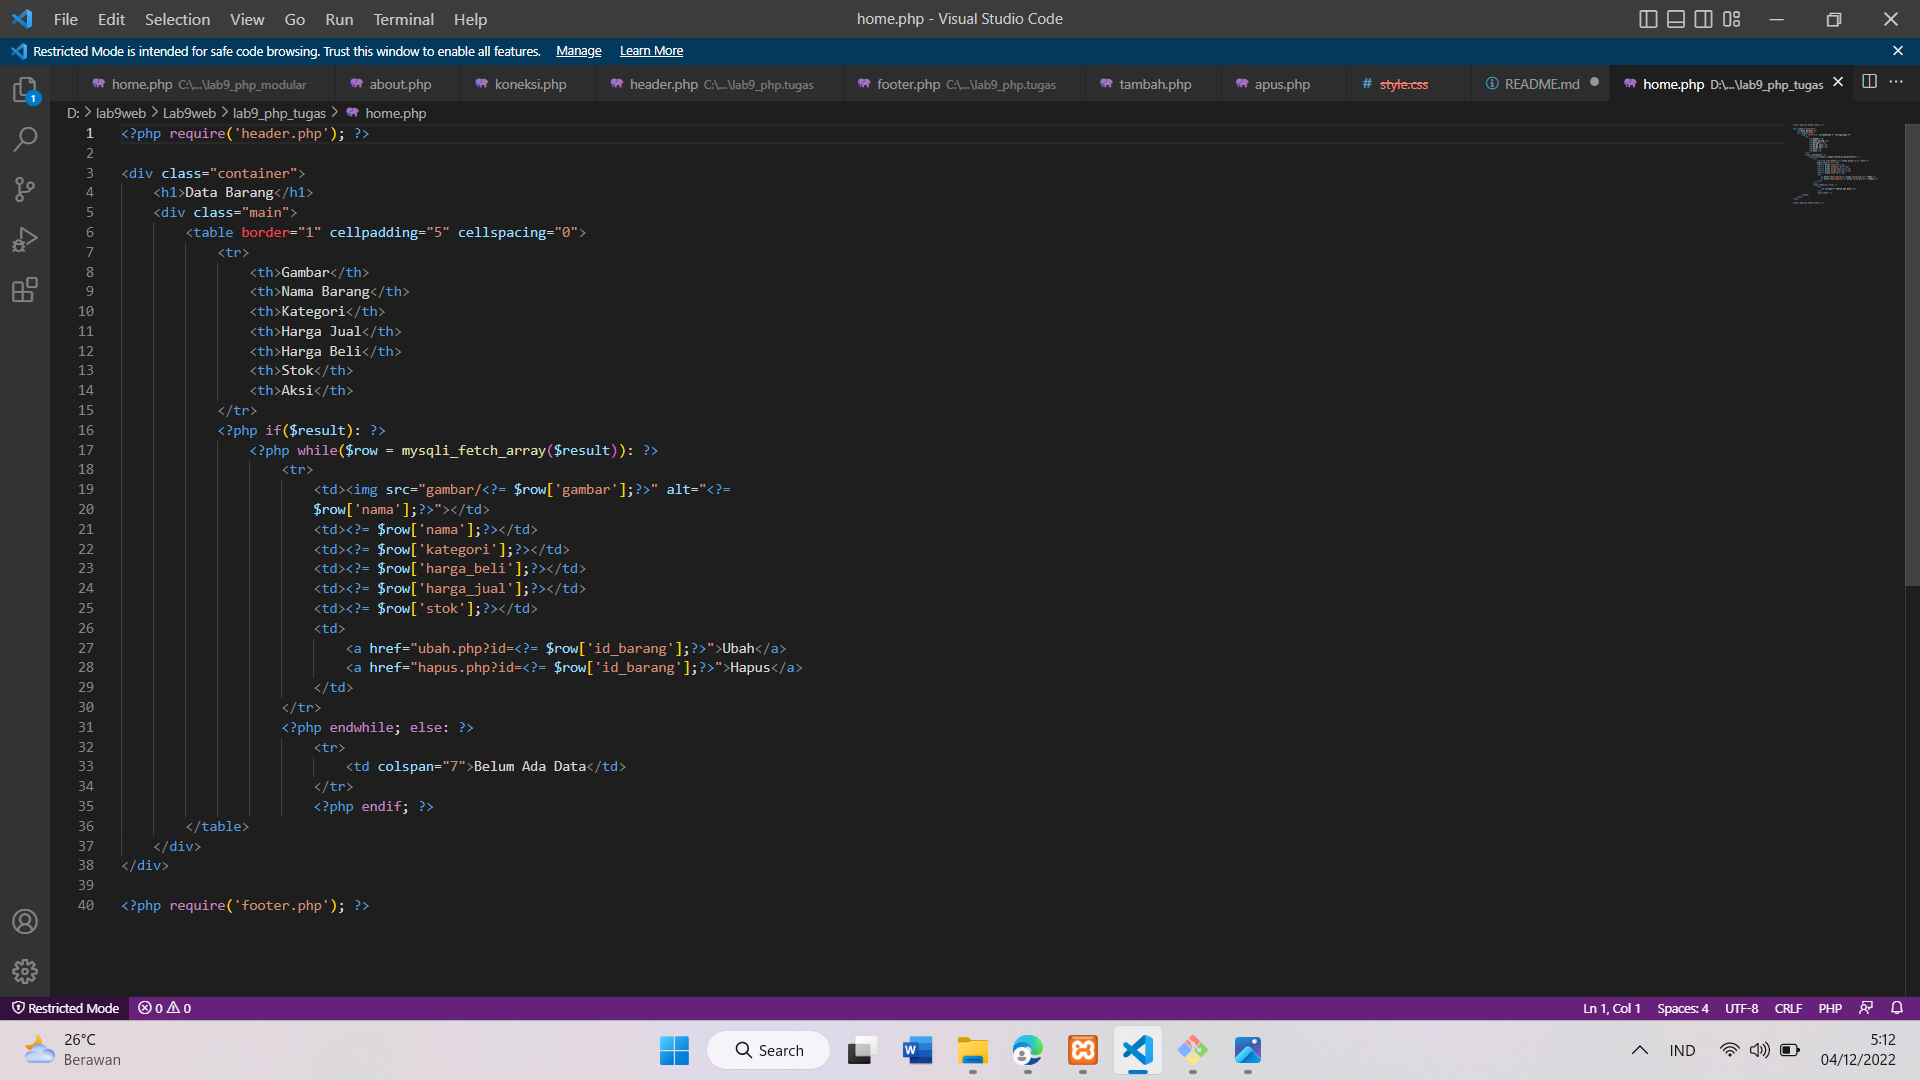 File Edit Selection View Go Run Terminal Help
home.php - Visual Studio Code
Restricted Mode is intended for safe code browsing. Trust this window to enable all features. Manage Learn More
home.php C:\...\lab9_php_modular about.php koneksi.php header.php C:\...\lab9_php.tugas footer.php C:\...\lab9_php.tugas tambah.php apus.php # style.css README.md home.php D:\...\lab9_php_tugas
D: > lab9web > Lab9web > lab9_php_tugas > home.php
1 <?php require('header.php'); ?>
2
3 <div class="container">
4 <h1>Data Barang</h1>
5 <div class="main">
6 <table border="1" cellpadding="5" cellspacing="0">
7 <tr>
8 <th>Gambar</th>
9 <th>Nama Barang</th>
10 <th>Kategori</th>
11 <th>Harga Jual</th>
12 <th>Harga Beli</th>
13 <th>Stok</th>
14 <th>Aksi</th>
15 </tr>
16 <?php if($result): ?>
17 <?php while($row = mysqli_fetch_array($result)): ?>
18 <tr>
19 <td><img src="gambar/<?= $row['gambar'];?>" alt="<?=
20 $row['nama'];?>"></td>
21 <td><?= $row['nama'];?></td>
22 <td><?= $row['kategori'];?></td>
23 <td><?= $row['harga_beli'];?></td>
24 <td><?= $row['harga_jual'];?></td>
25 <td><?= $row['stok'];?></td>
26 <td>
27 <a href="ubah.php?id=<?= $row['id_barang'];?>">Ubah</a>
28 <a href="hapus.php?id=<?= $row['id_barang'];?>">Hapus</a>
29 </td>
30 </tr>
31 <?php endwhile; else: ?>
32 <tr>
33 <td colspan="7">Belum Ada Data</td>
34 </tr>
35 <?php endif; ?>
36 </table>
37 </div>
38 </div>
39
40 <?php require('footer.php'); ?>
1
Restricted Mode 0 0
Ln 1, Col 1 Spaces: 4 UTF-8 CRLF PHP
26°C
Berawan
Search
IND
5:12
04/12/2022